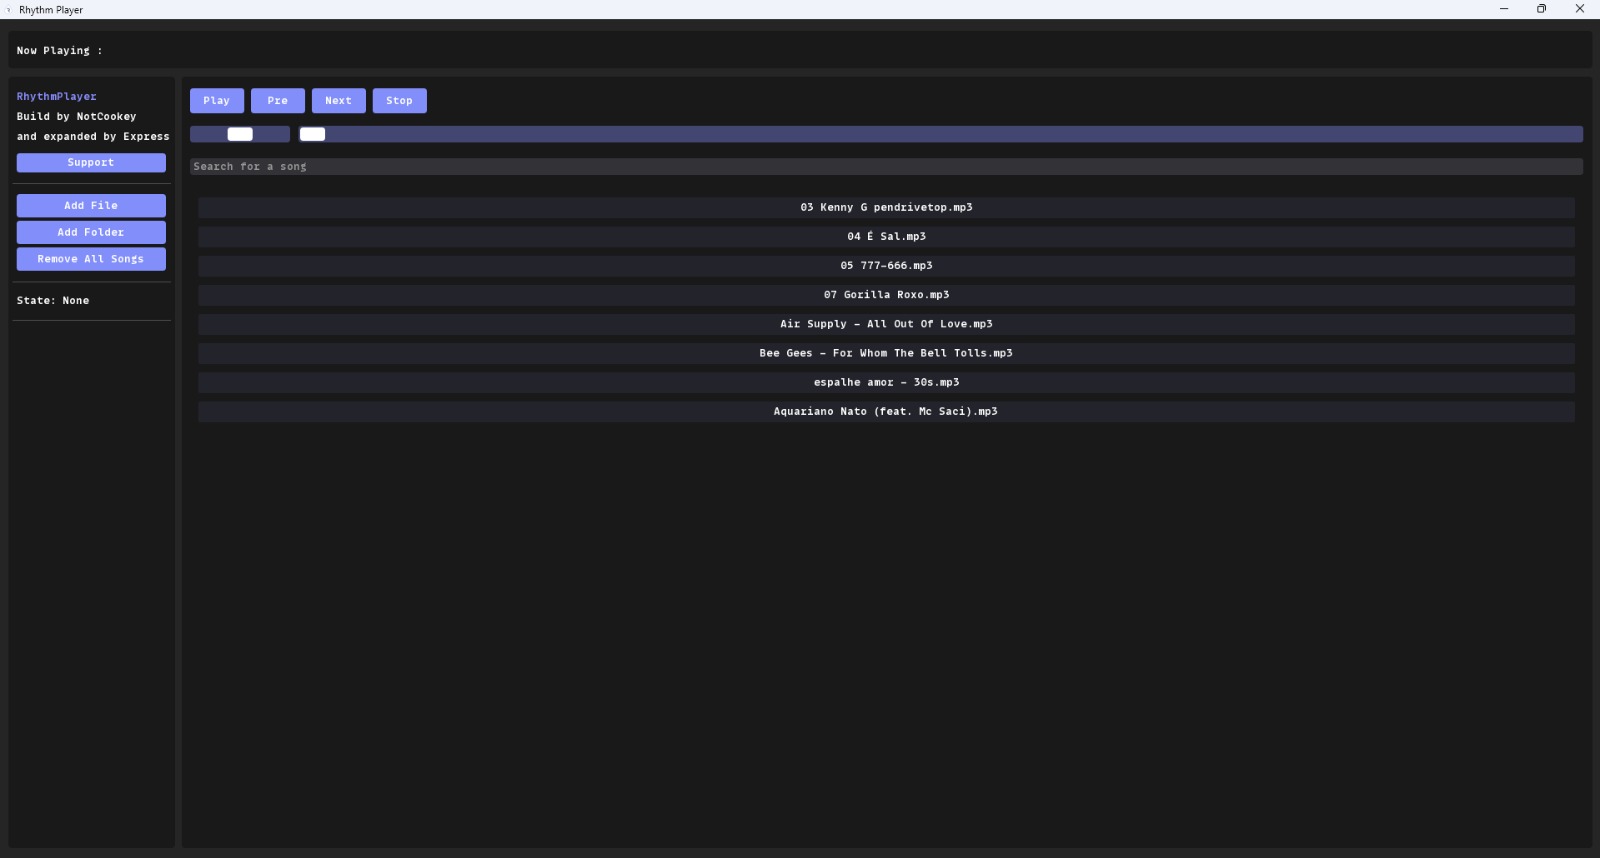 Rhythm Player
Now Playing :
RhythmPlayer
Build by NotCookey
and expanded by Express
Support
Add File
Add Folder
Remove All Songs
State: None
Play Pre Next Stop
Search for a song
03 Kenny G pendrivetop.mp3
04 É Sal.mp3
05 777-666.mp3
07 Gorilla Roxo.mp3
Air Supply - All Out Of Love.mp3
Bee Gees - For Whom The Bell Tolls.mp3
espalhe amor - 30s.mp3
Aquariano Nato (feat. Mc Saci).mp3